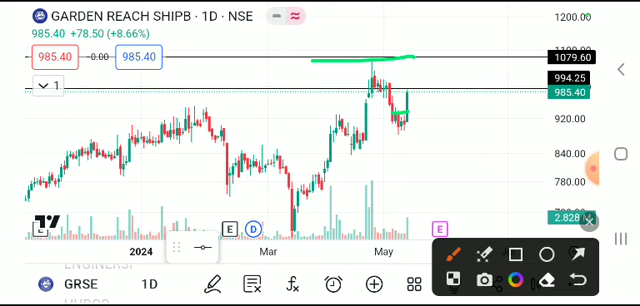 GARDEN REACH SHIPB · 1D · NSE
985.40 +78.50 (+8.66%)
985.40 -0.00 985.40
1
1200.00
1079.60
994.25
985.40
920.00
840.00
780.00
2.828
E D E
2024 Mar May
GRSE 1D